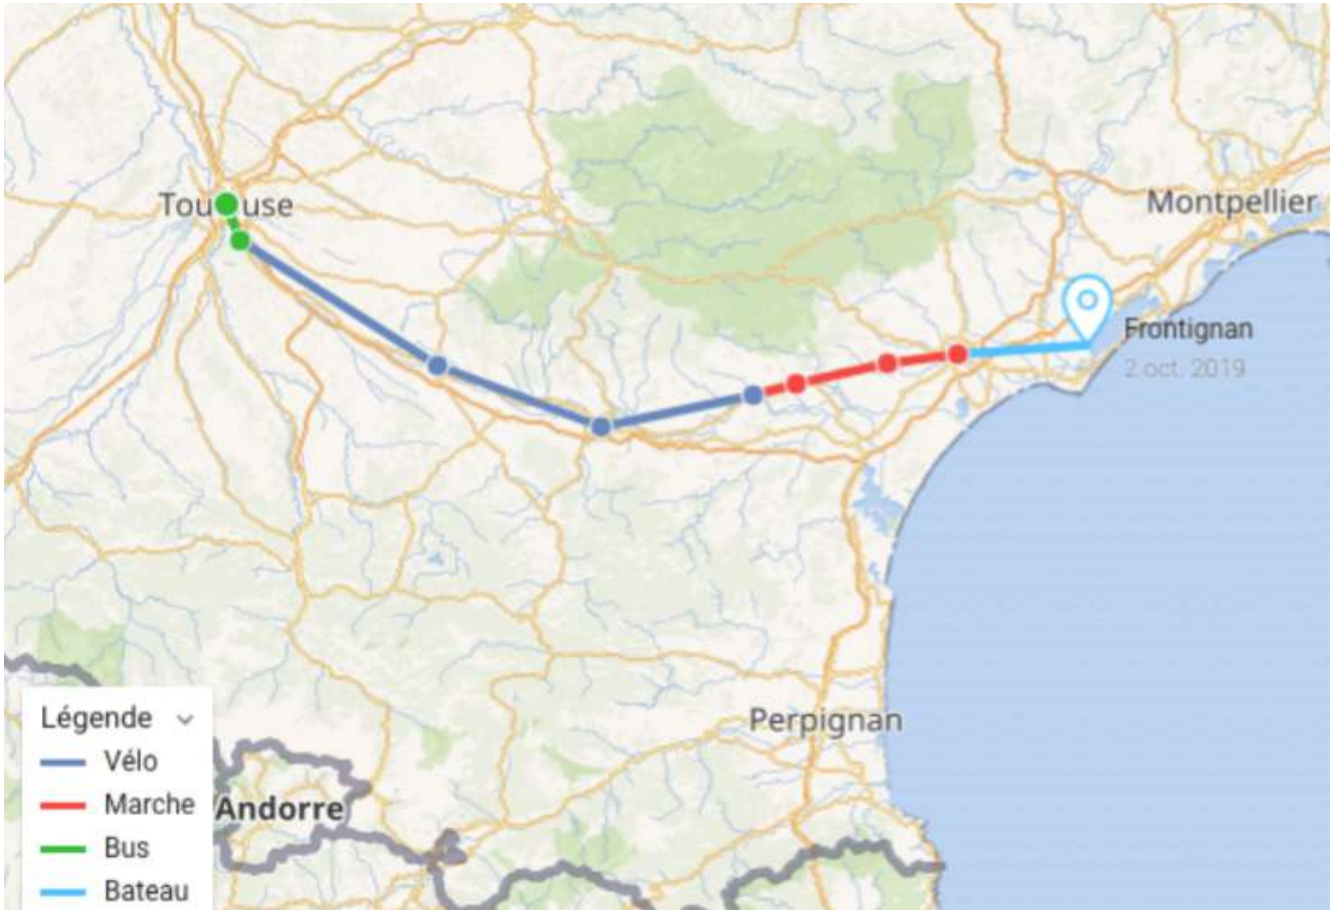 Toulouse
Montpellier
Frontignan
2 oct. 2019
Perpignan
Légende
Vélo
Marche
Andorre
Bus
Bateau